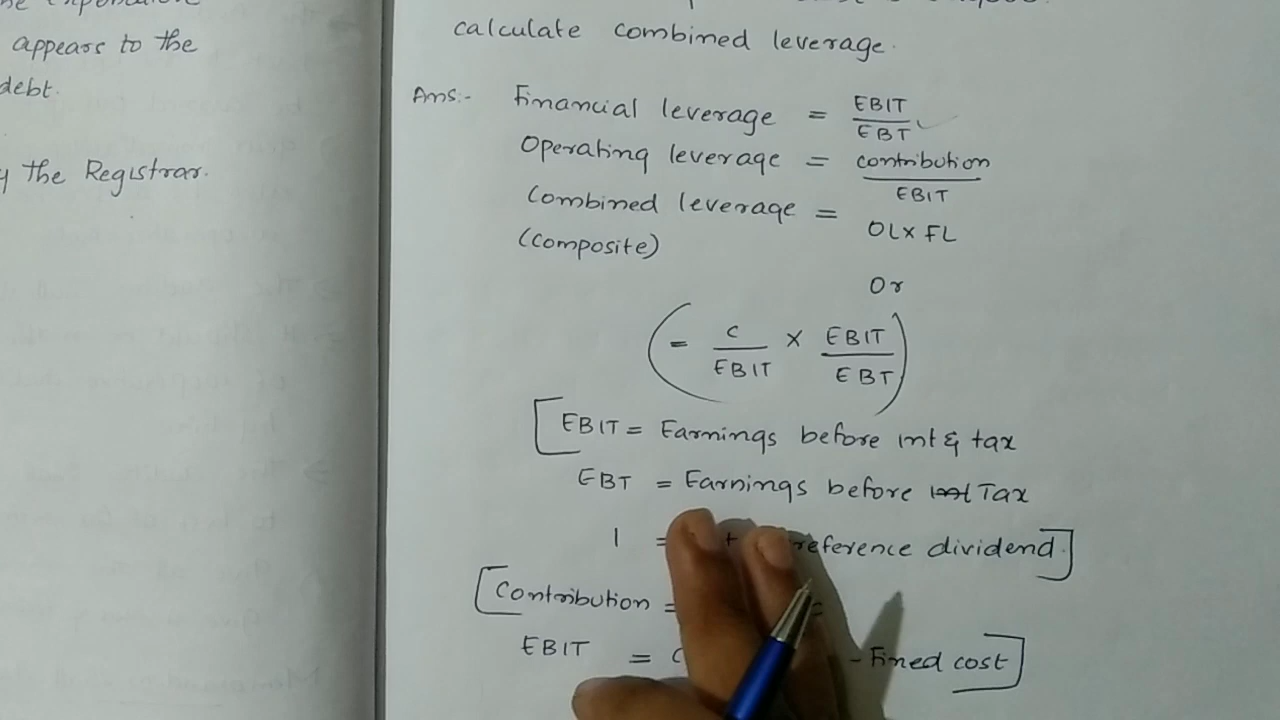 appears to the
debt.
the Registrar.
calculate combined leverage.
Ans:- Financial leverage = EBIT / EBT
Operating leverage = contribution / EBIT
Combined leverage = OL x FL
(composite)
Or
( = C / EBIT x EBIT / EBT )
[ EBIT = Earnings before int & tax
EBT = Earnings before Tax
I = + reference dividend ]
[ Contribution =
EBIT = C - Fixed cost ]